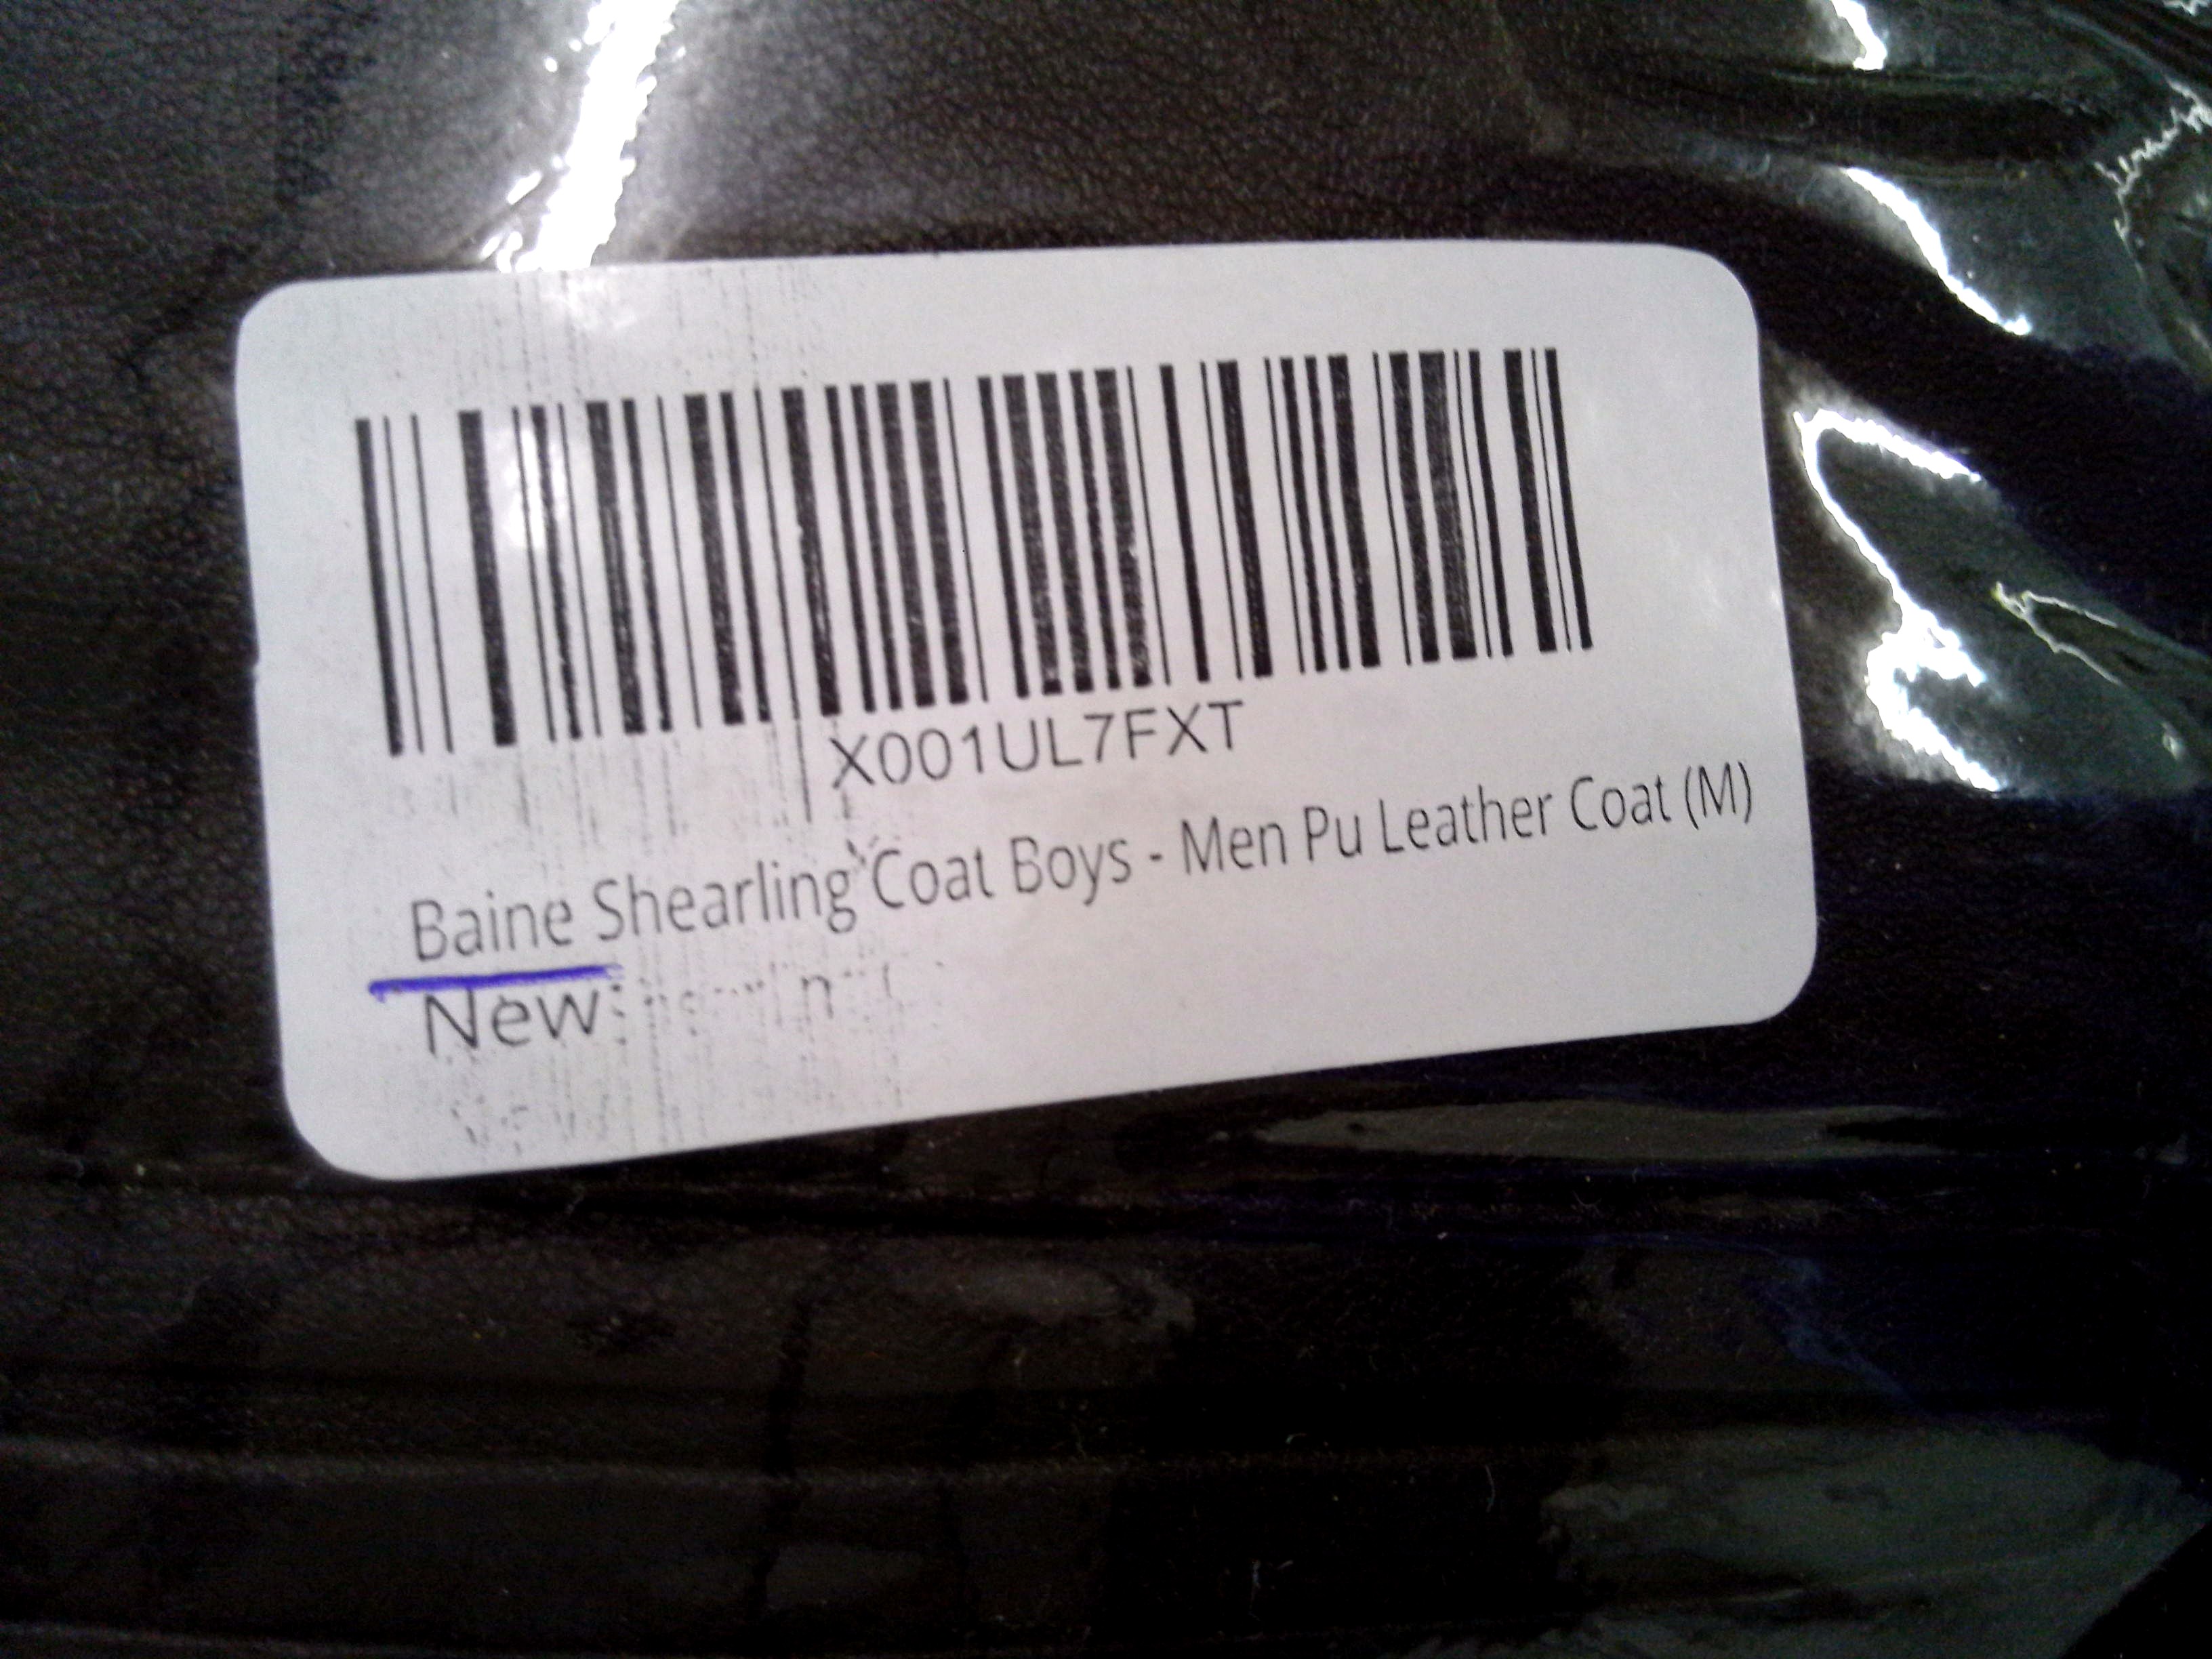 X001UL7FXT
Baine Shearling Coat Boys - Men Pu Leather Coat (M)
New